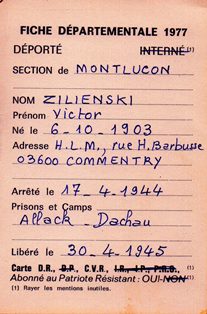 FICHE DÉPARTEMENTALE 1977
DÉPORTÉ INTERNÉ (1)
SECTION de MONTLUCON
NOM ZILIENSKI
Prénom Victor
Né le 6-10-1903
Adresse H.L.M., rue H. Barbusse
03600 COMMENTRY
Arrêté le 17-4-1944
Prisons et Camps
Allack-Dachau
Libéré le 30.4.1945
Carte D.R., D.P., C.V.R., I.R., I.P., P.R.O., (1)
Abonné au Patriote Résistant : OUI-NON (1)
(1) Rayer les mentions inutiles.